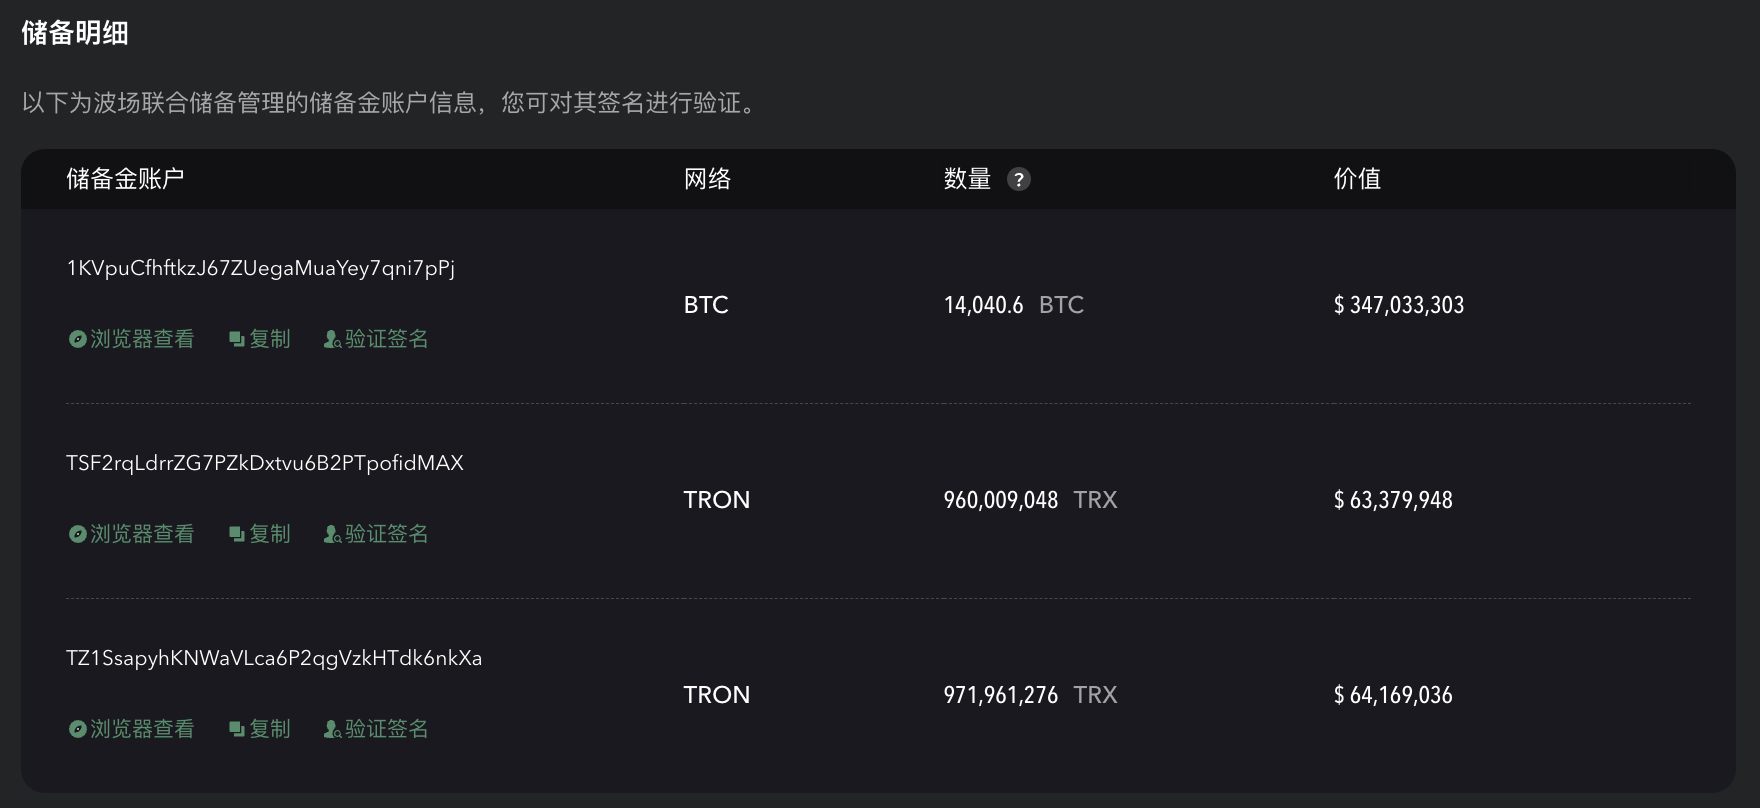 储备明细
以下为波场联合储备管理的储备金账户信息，您可对其签名进行验证。
储备金账户 网络 数量 ? 价值
1KVpuCfhftkzJ67ZUegaMuaYey7qni7pPj
BTC 14,040.6 BTC $ 347,033,303
浏览器查看 复制 验证签名
TSF2rqLdrrZG7PZkDxtvu6B2PTpofidMAX
TRON 960,009,048 TRX $ 63,379,948
浏览器查看 复制 验证签名
TZ1SsapyhKNWaVLca6P2qgVzkHTdk6nkXa
TRON 971,961,276 TRX $ 64,169,036
浏览器查看 复制 验证签名